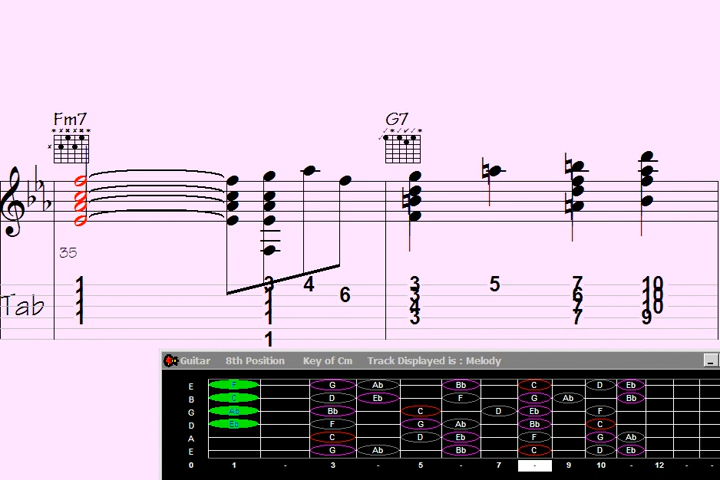 Fm7 G7
35
Tab
1 3 4 3 5 7 10
1 1 6 3 6 10
1 1 4 7 10
1 1 3 7 9
1
Guitar 8th Position Key of Cm Track Displayed is : Melody
E F G Ab Bb C D Eb
B C D Eb F G Ab Bb
G Ab Bb C D Eb F
D Eb F G Ab Bb C
A C D Eb F G Ab
E G Ab Bb C D Eb
0 1 - 3 - 5 - 7 - 9 10 - 12 - -